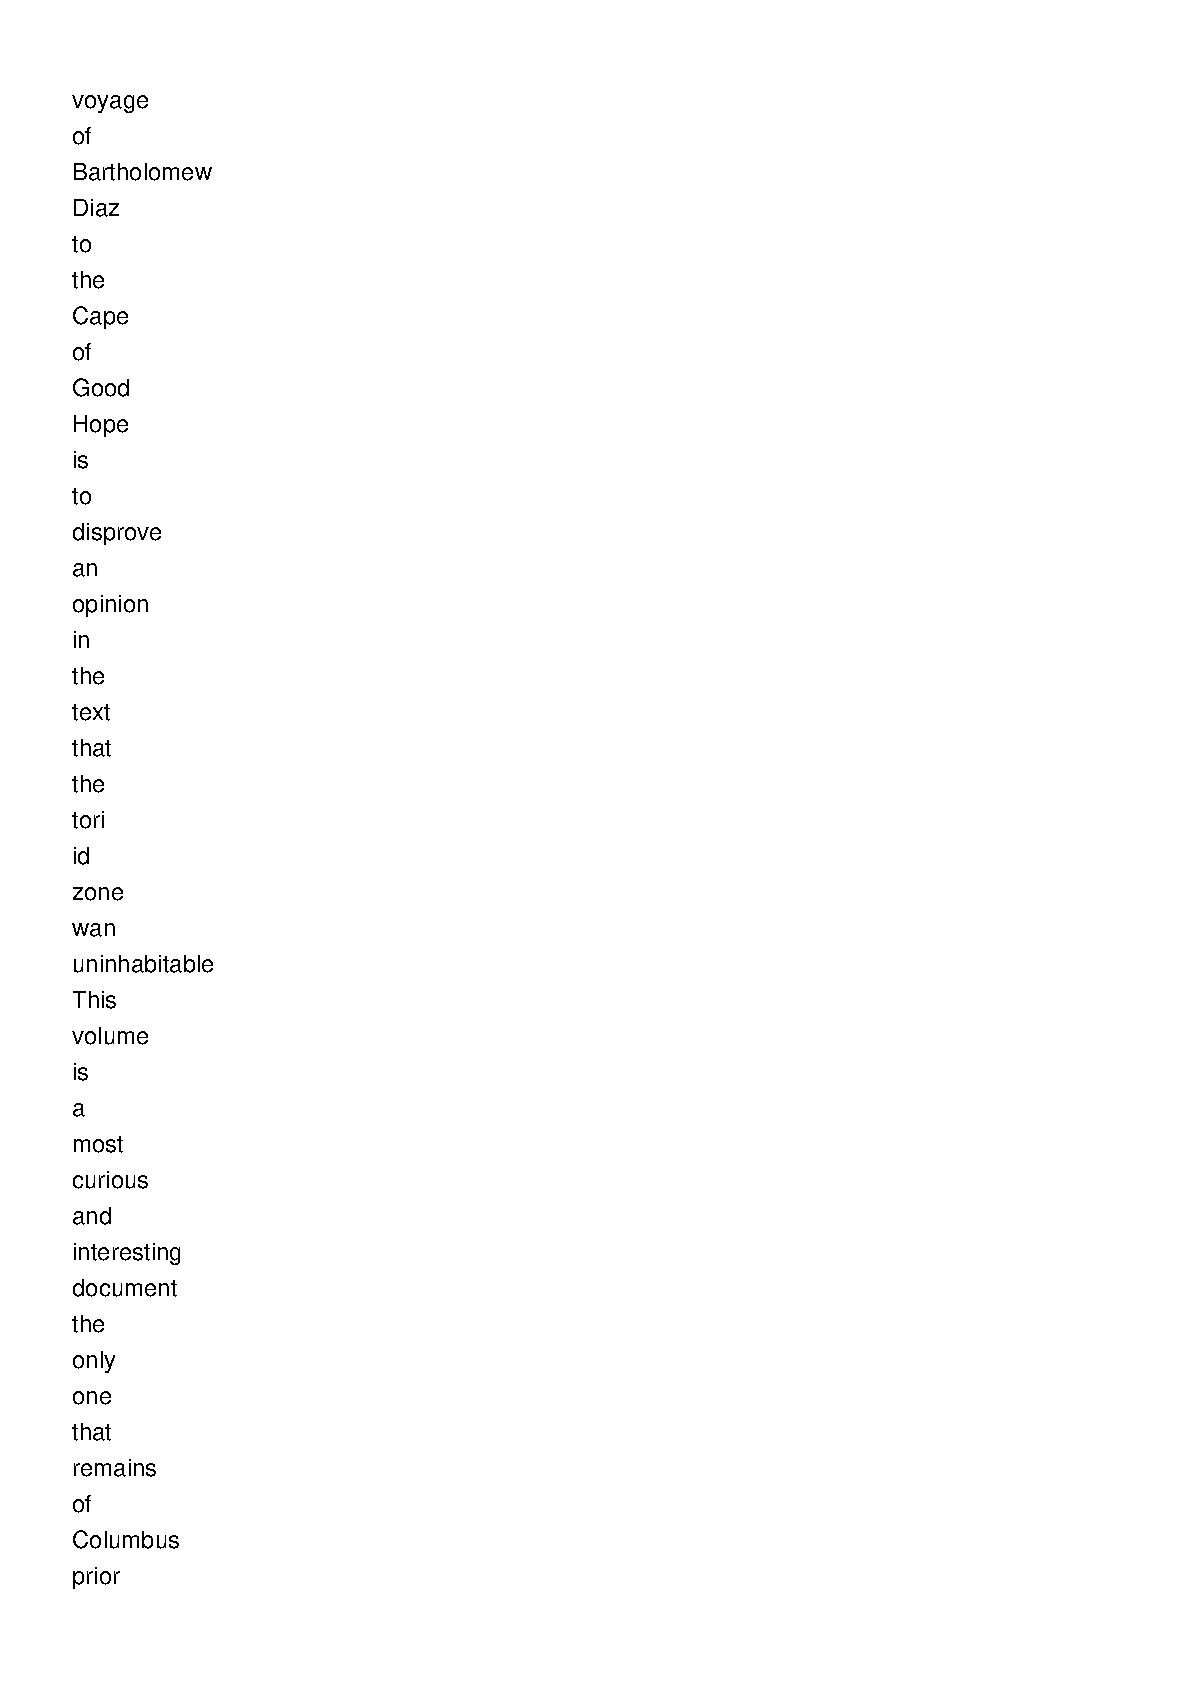 voyage
of
Bartholomew
Diaz
to
the
Cape
of
Good
Hope
is
to
disprove
an
opinion
in
the
text
that
the
tori
id
zone
wan
uninhabitable
This
volume
is
a
most
curious
and
interesting
document
the
only
one
that
remains
of
Columbus
prior